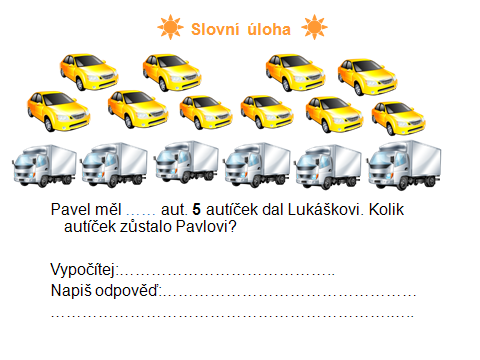 Slovní úloha
Pavel měl …… aut. 5 autíček dal Lukáškovi. Kolik
autíček zůstalo Pavlovi?
Vypočítej:…………………………………..
Napiš odpověď:…………………………………………
…………………………………………………………..